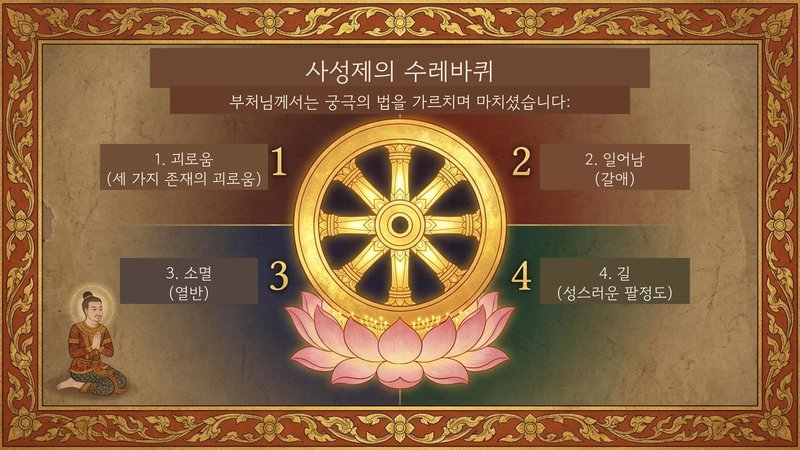 사성제의 수레바퀴
부처님께서는 궁극의 법을 가르치며 마치셨습니다:
1. 괴로움
(세 가지 존재의 괴로움)
1
2
2. 일어남
(갈애)
3. 소멸
(열반)
3
4
4. 길
(성스러운 팔정도)